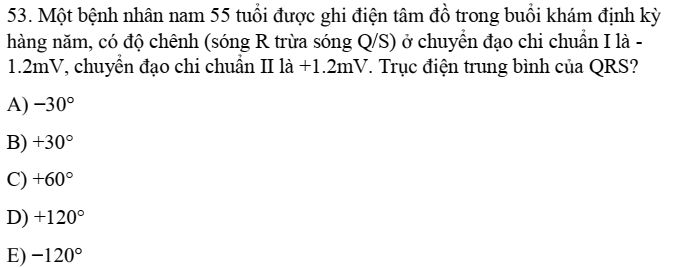 53. Một bệnh nhân nam 55 tuổi được ghi điện tâm đồ trong buổi khám định kỳ
hàng năm, có độ chênh (sóng R trừa sóng Q/S) ở chuyển đạo chi chuẩn I là -
1.2mV, chuyển đạo chi chuẩn II là +1.2mV. Trục điện trung bình của QRS?
A) −30°
B) +30°
C) +60°
D) +120°
E) −120°